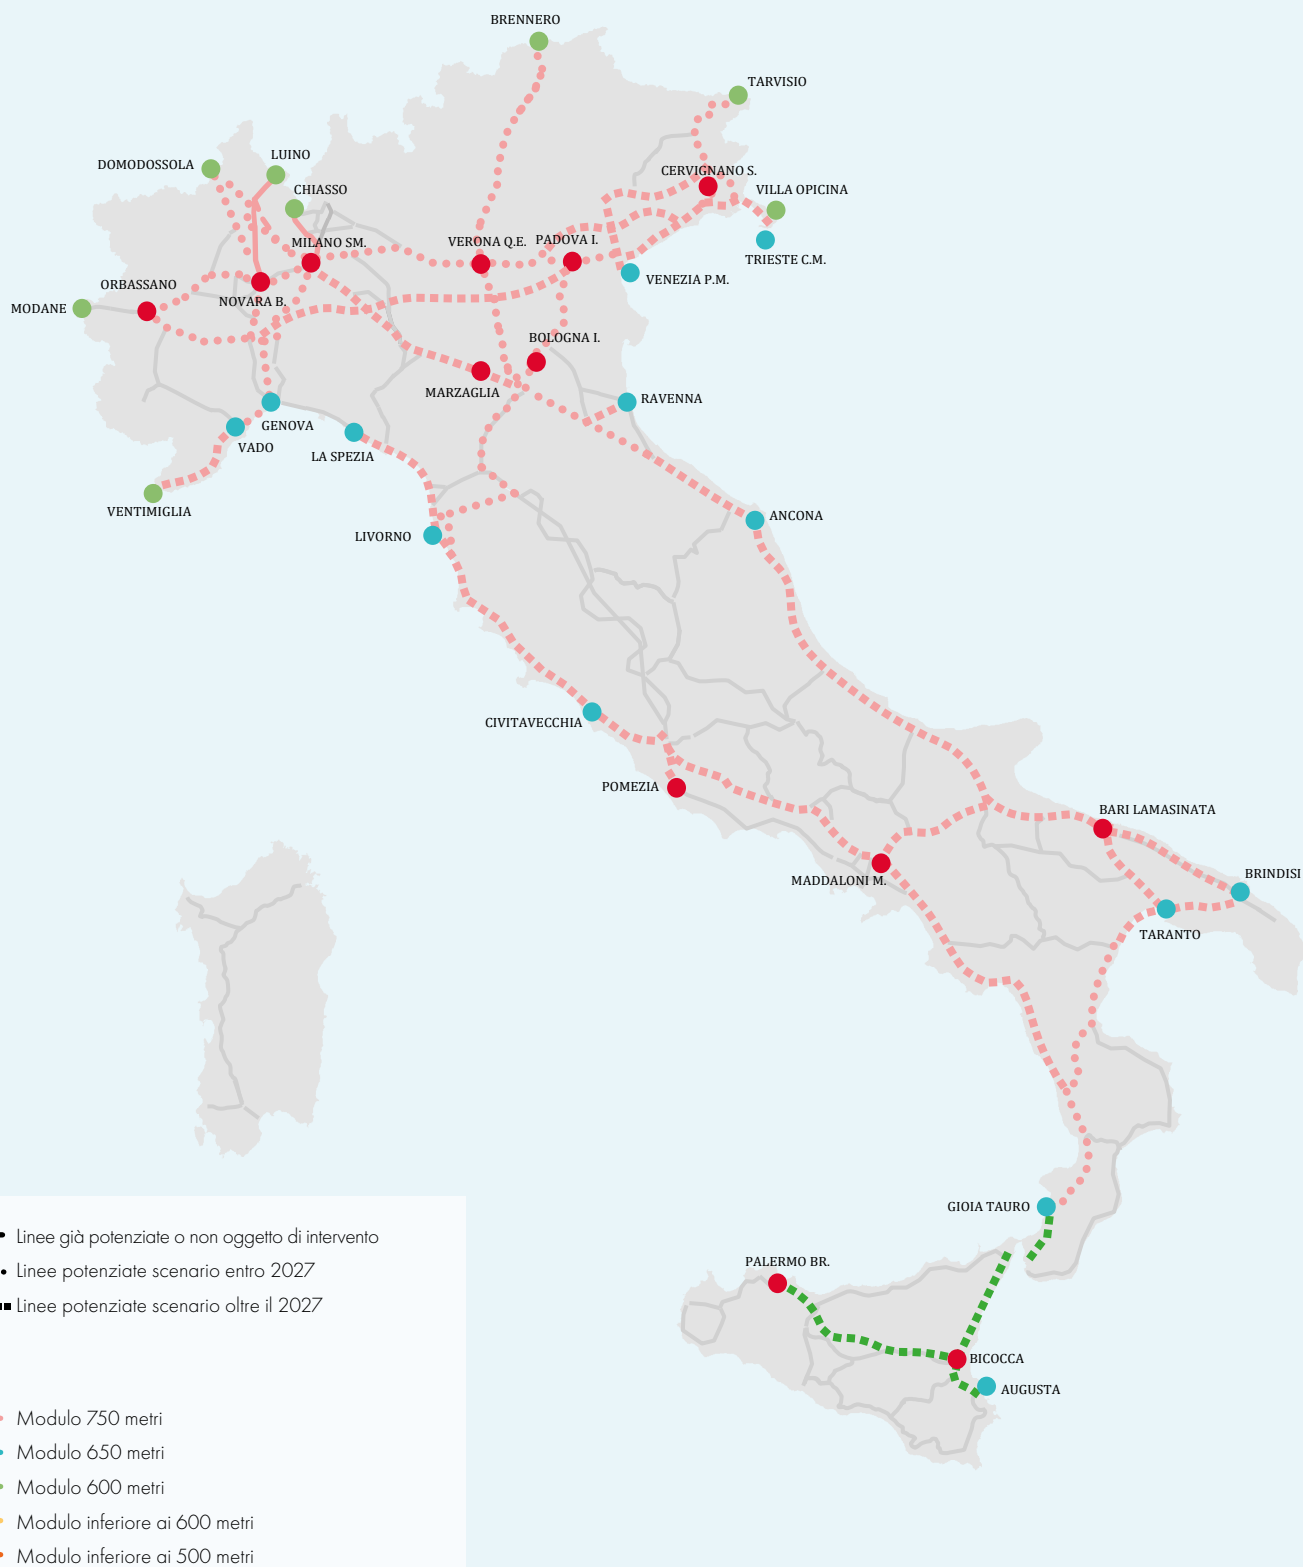 BRENNERO
TARVISIO
LUINO
DOMODOSSOLA
CERVIGNANO S.
CHIASSO
VILLA OPICINA
MILANO SM.
VERONA Q.E.
PADOVA I.
TRIESTE C.M.
VENEZIA P.M.
ORBASSANO
NOVARA B.
MODANE
BOLOGNA I.
MARZAGLIA
RAVENNA
GENOVA
VADO
LA SPEZIA
VENTIMIGLIA
ANCONA
LIVORNO
CIVITAVECCHIA
POMEZIA
BARI LAMASINATA
BRINDISI
MADDALONI M.
TARANTO
GIOIA TAURO
PALERMO BR.
BICOCCA
AUGUSTA
Linee già potenziate o non oggetto di intervento
Linee potenziate scenario entro 2027
Linee potenziate scenario oltre il 2027
Modulo 750 metri
Modulo 650 metri
Modulo 600 metri
Modulo inferiore ai 600 metri
Modulo inferiore ai 500 metri